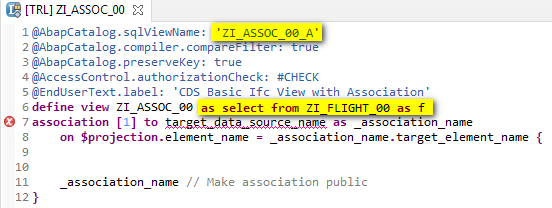 [TRL] ZI_ASSOC_00
1 @AbapCatalog.sqlViewName: 'ZI_ASSOC_00_A'
2 @AbapCatalog.compiler.compareFilter: true
3 @AbapCatalog.preserveKey: true
4 @AccessControl.authorizationCheck: #CHECK
5 @EndUserText.label: 'CDS Basic Ifc View with Association'
6 define view ZI_ASSOC_00 as select from ZI_FLIGHT_00 as f
7 association [1] to target_data_source_name as _association_name
8 on $projection.element_name = _association_name.target_element_name {
9
10
11 _association_name // Make association public
12 }